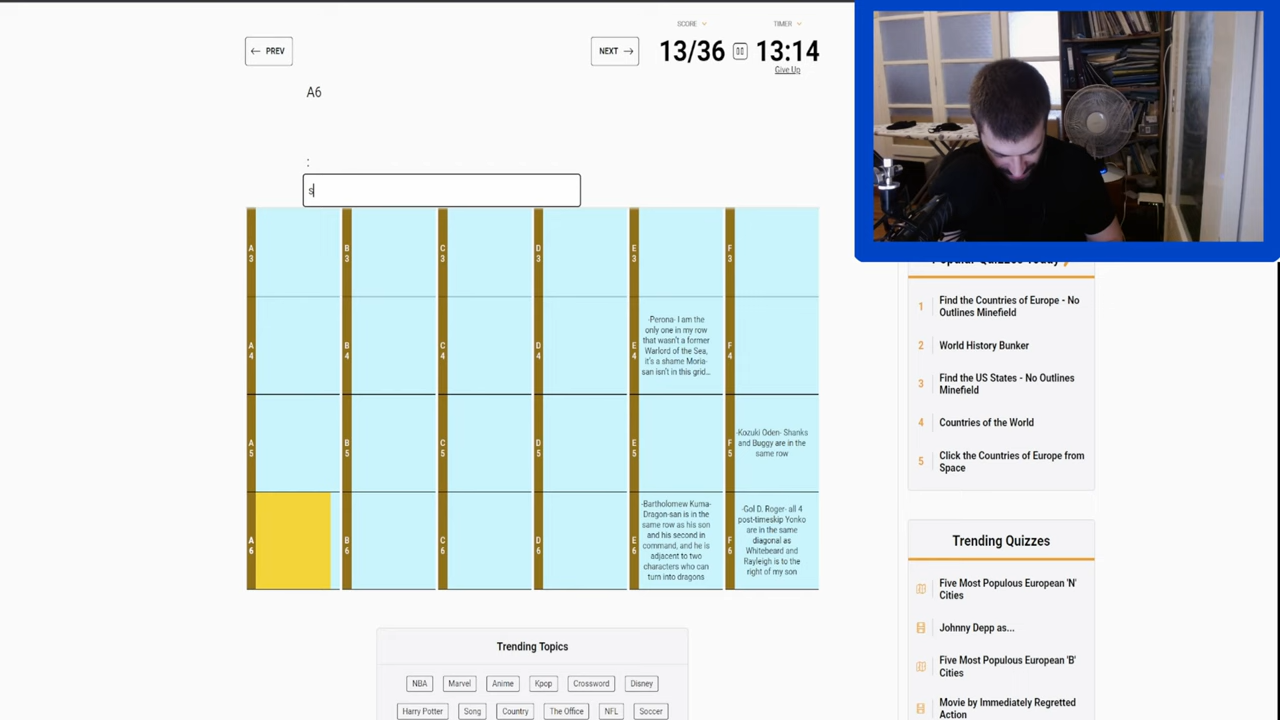 SCORE
TIMER
← PREV
NEXT →
13/36
13:14
Give Up
A6
:
s
A3
B3
C3
D3
E3
F3
A4
B4
C4
D4
E4
-Perona- I am the
only one in my row
that wasn't a former
Warlord of the Sea,
it's a shame Moria-
san isn't in this grid...
F4
A5
B5
C5
D5
E5
F5
-Kozuki Oden- Shanks
and Buggy are in the
same row
A6
B6
C6
D6
E6
-Bartholomew Kuma-
Dragon-san is in the
same row as his son
and his second in
command, and he is
adjacent to two
characters who can
turn into dragons
F6
-Gol D. Roger- all 4
post-timeskip Yonko
are in the same
diagonal as
Whitebeard and
Rayleigh is to the
right of my son
Popular Quizzes Today
1 Find the Countries of Europe - No
Outlines Minefield
2 World History Bunker
3 Find the US States - No Outlines
Minefield
4 Countries of the World
5 Click the Countries of Europe from
Space
Trending Quizzes
Five Most Populous European 'N'
Cities
Johnny Depp as...
Five Most Populous European 'B'
Cities
Movie by Immediately Regretted
Action
Trending Topics
NBA
Marvel
Anime
Kpop
Crossword
Disney
Harry Potter
Song
Country
The Office
NFL
Soccer